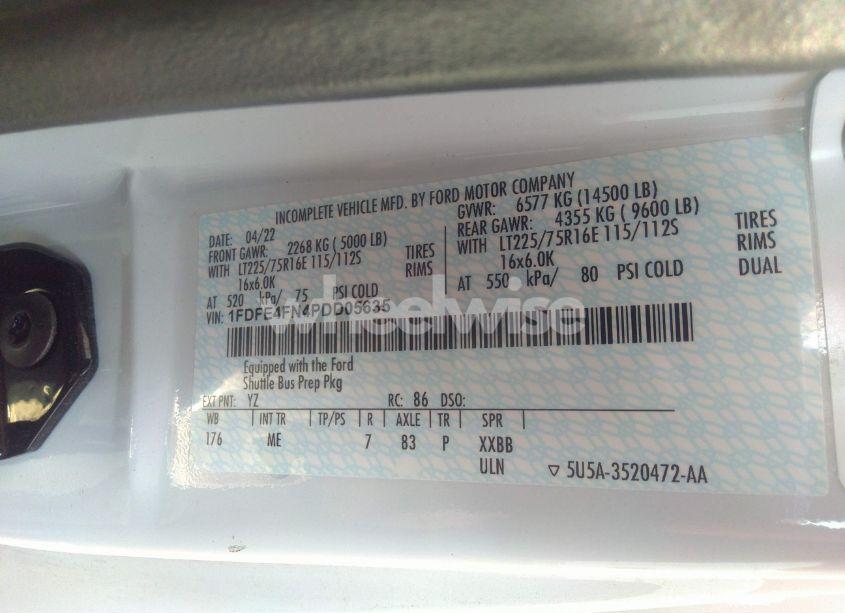 INCOMPLETE VEHICLE MFD. BY FORD MOTOR COMPANY
DATE: 04/22 GVWR: 6577 KG (14500 LB)
FRONT GAWR: 2268 KG (5000 LB) REAR GAWR: 4355 KG ( 9600 LB)
WITH LT225/75R16E 115/112S TIRES WITH LT225/75R16E 115/112S TIRES
16x6.0K RIMS 16x6.0K RIMS
AT 520 kPa/ 75 PSI COLD AT 550 kPa/ 80 PSI COLD DUAL
VIN: 1FDFE4FN4PDD05635
wheelwise
Equipped with the Ford
Shuttle Bus Prep Pkg
EXT PNT: YZ RC: 86 DSO:
WB INT TR TP/PS R AXLE TR SPR
176 ME 7 83 P XXBB
ULN ▽ 5U5A-3520472-AA